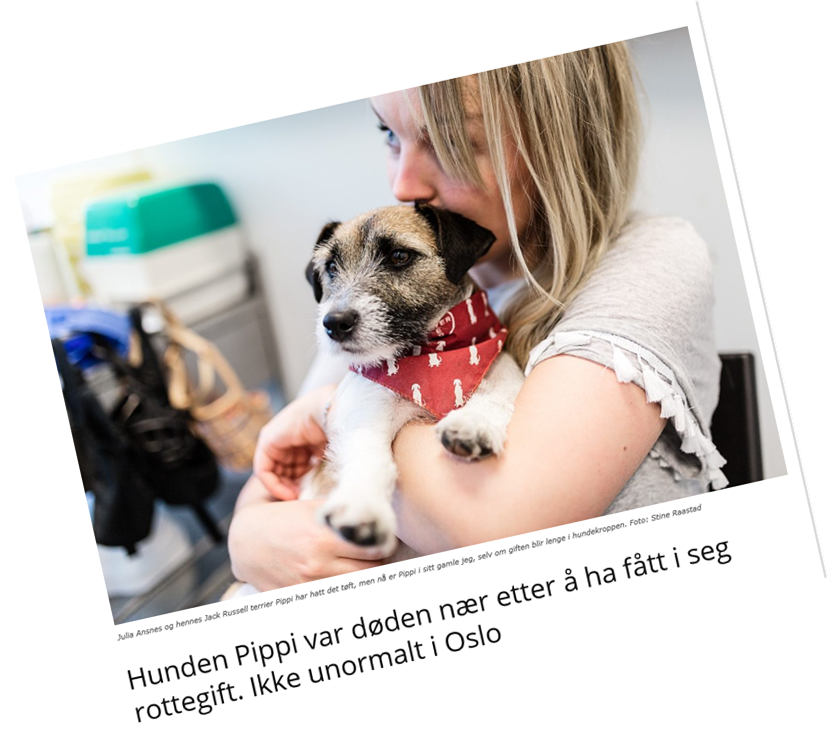 Julia Ansnes og hennes Jack Russell terrier Pippi har hatt det tøft, men nå er Pippi i sitt gamle jeg, selv om giften blir lenge i hundekroppen. Foto: Stine Raastad
Hunden Pippi var døden nær etter å ha fått i seg
rottegift. Ikke unormalt i Oslo